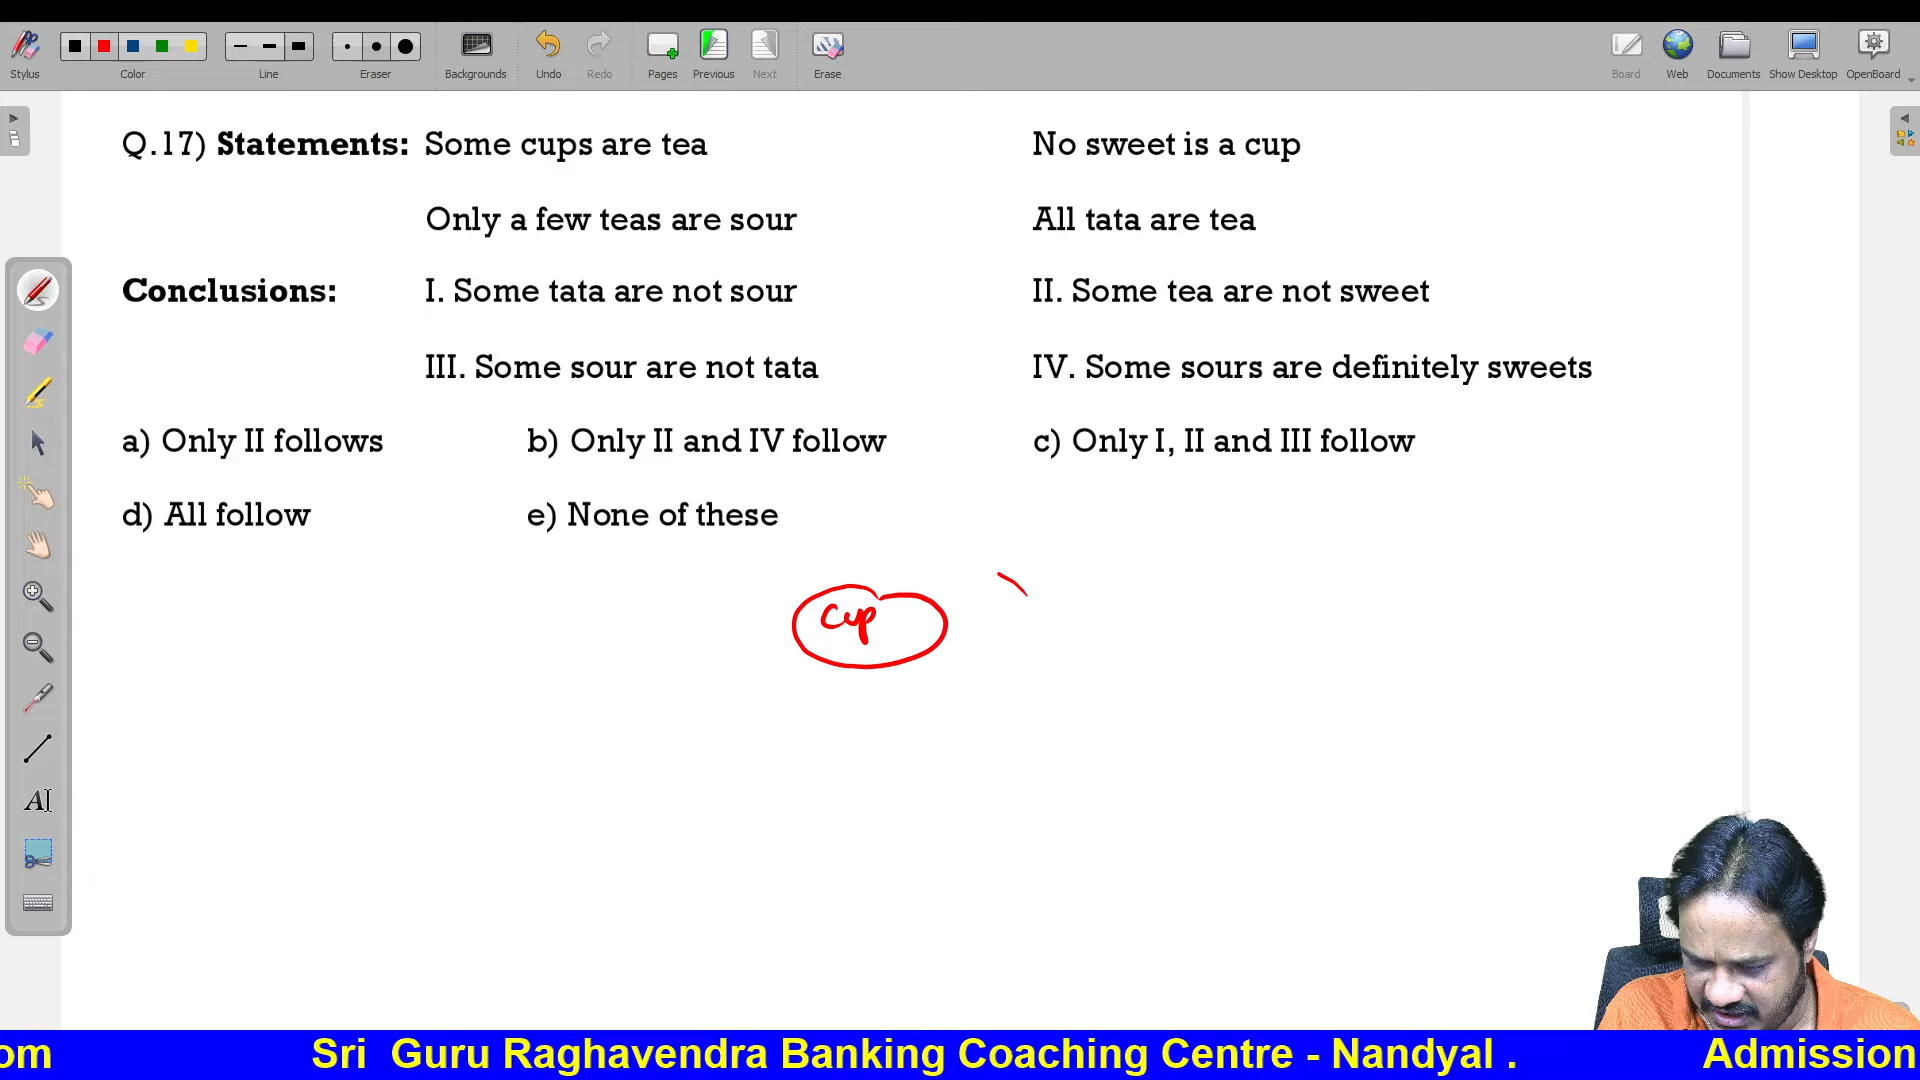 Stylus
Color
Line
Eraser
Backgrounds
Undo
Redo
Pages
Previous
Next
Erase
Board
Web
Documents
Show Desktop
OpenBoard
Q.17) Statements: Some cups are tea No sweet is a cup
Only a few teas are sour All tata are tea
Conclusions: I. Some tata are not sour II. Some tea are not sweet
III. Some sour are not tata IV. Some sours are definitely sweets
a) Only II follows b) Only II and IV follow c) Only I, II and III follow
d) All follow e) None of these
Cup
om Sri Guru Raghavendra Banking Coaching Centre - Nandyal . Admission